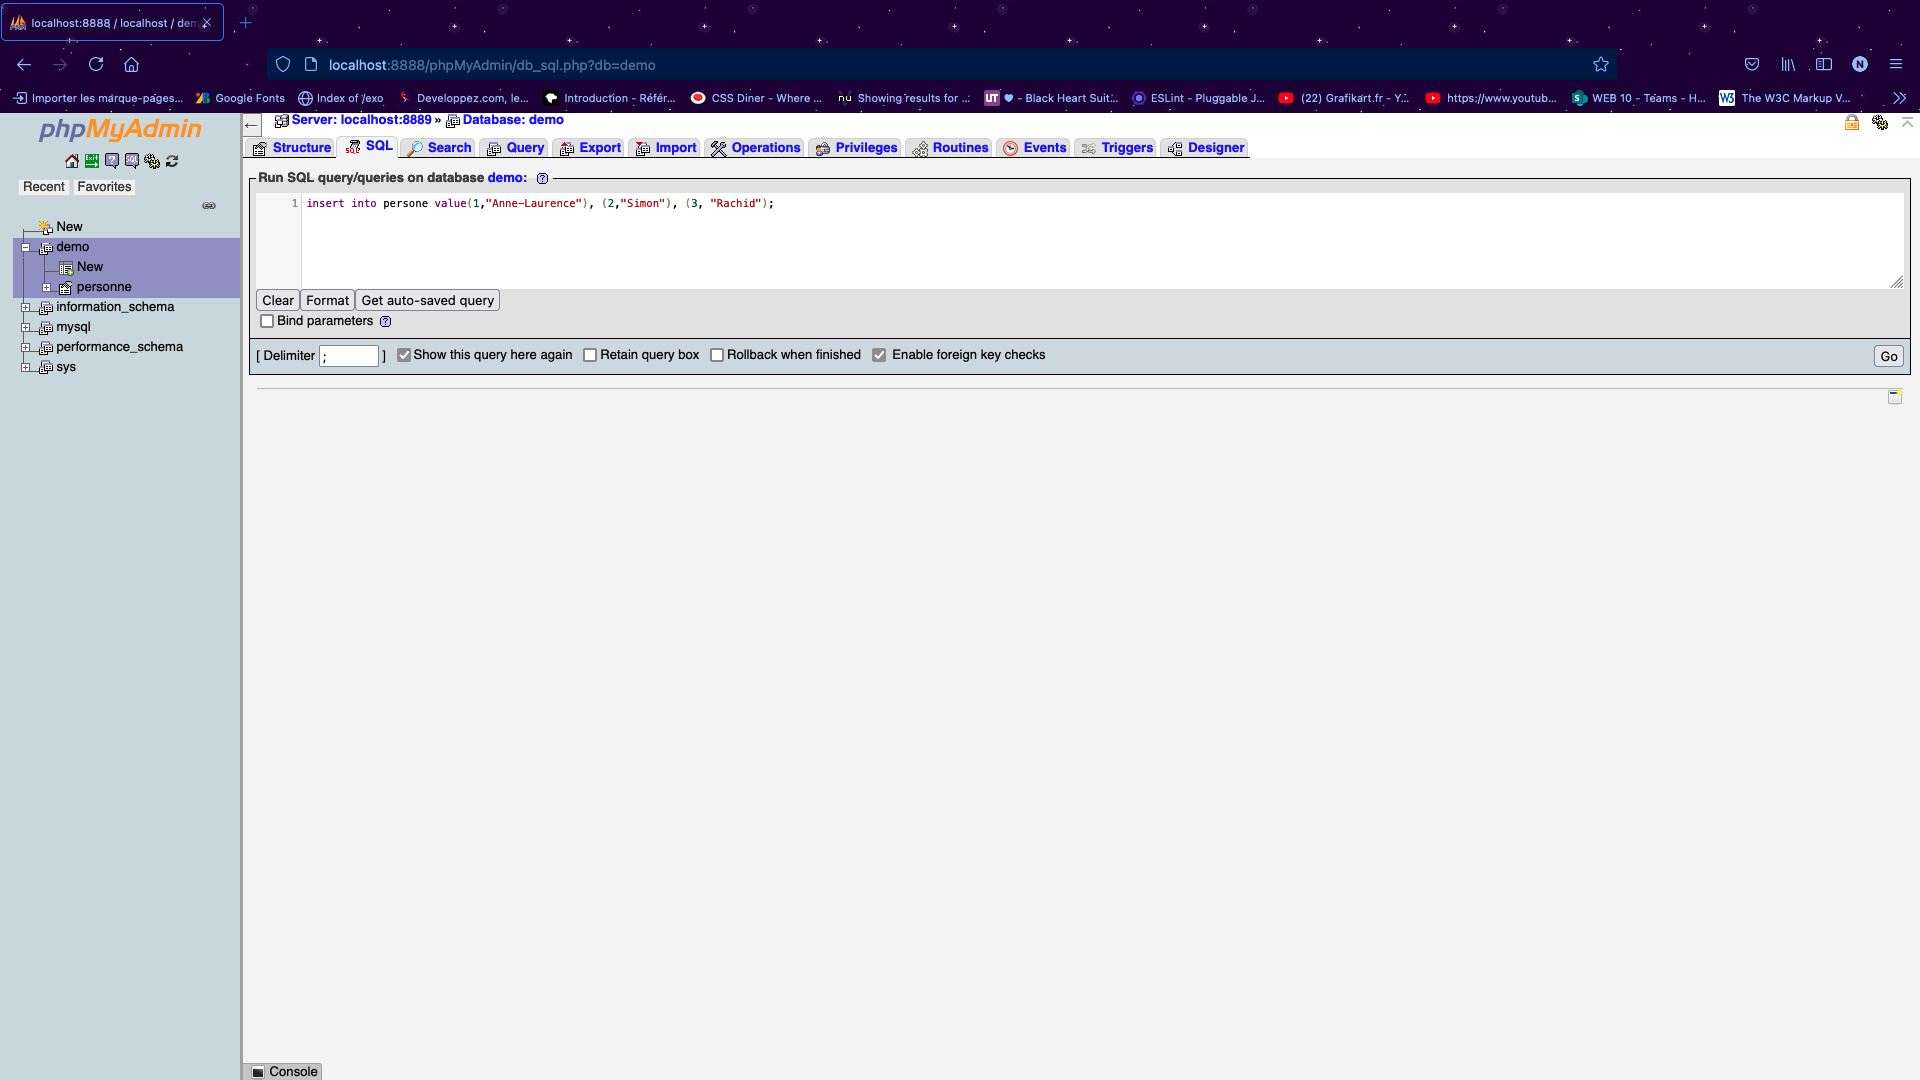 localhost:8888 / localhost / dem
localhost:8888/phpMyAdmin/db_sql.php?db=demo
N
Importer les marque-pages... Google Fonts Index of /exo Developpez.com, le... Introduction - Référ... CSS Diner - Where ... nu Showing results for ... UT ♥ - Black Heart Suit... ESLint - Pluggable J... (22) Grafikart.fr - Y... https://www.youtub... WEB 10 - Teams - H... W3 The W3C Markup V...
phpMyAdmin
Recent Favorites
New
demo
New
personne
information_schema
mysql
performance_schema
sys
Server: localhost:8889 » Database: demo
Structure SQL Search Query Export Import Operations Privileges Routines Events Triggers Designer
Run SQL query/queries on database demo:
1 insert into persone value(1,"Anne-Laurence"), (2,"Simon"), (3, "Rachid");
Clear Format Get auto-saved query
Bind parameters
[ Delimiter ; ] Show this query here again Retain query box Rollback when finished Enable foreign key checks Go
Console